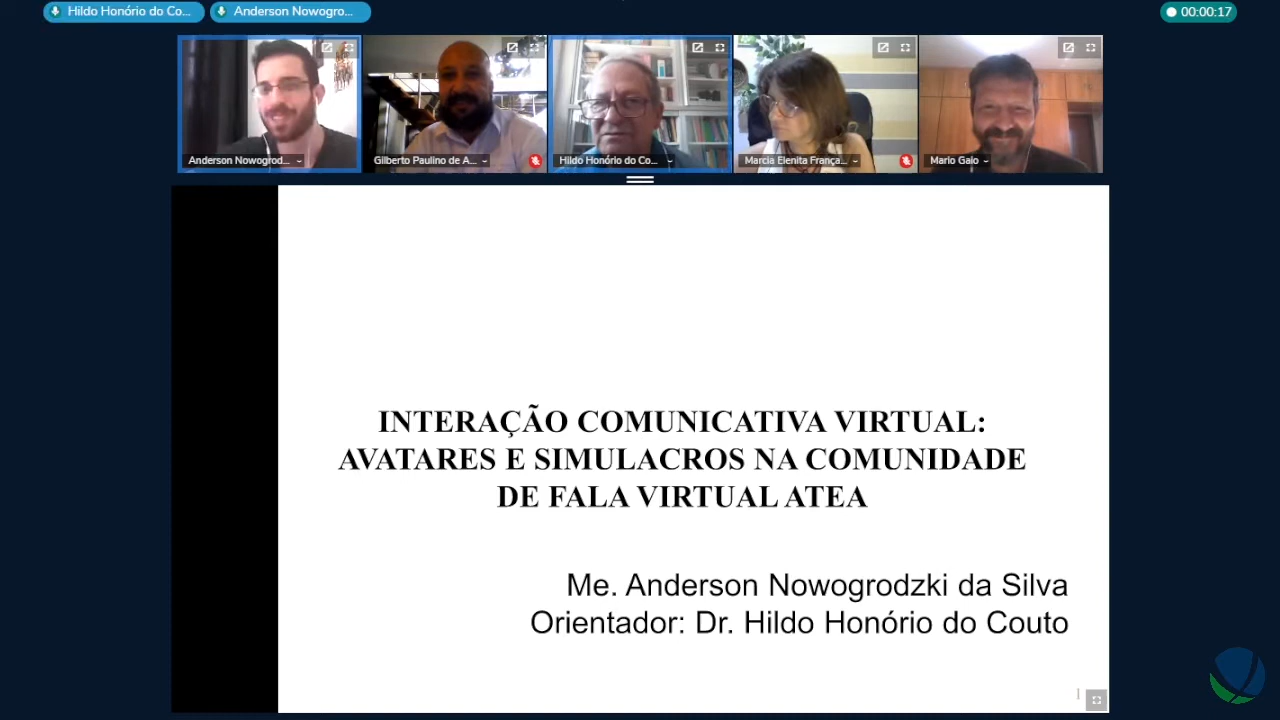 Hildo Honório do Co...
Anderson Nowogro...
00:00:17
Anderson Nowogrod...
Gilberto Paulino de A...
Hildo Honório do Co...
Marcia Elenita França...
Mario Gaio
INTERAÇÃO COMUNICATIVA VIRTUAL:
AVATARES E SIMULACROS NA COMUNIDADE
DE FALA VIRTUAL ATEA
Me. Anderson Nowogrodzki da Silva
Orientador: Dr. Hildo Honório do Couto
1